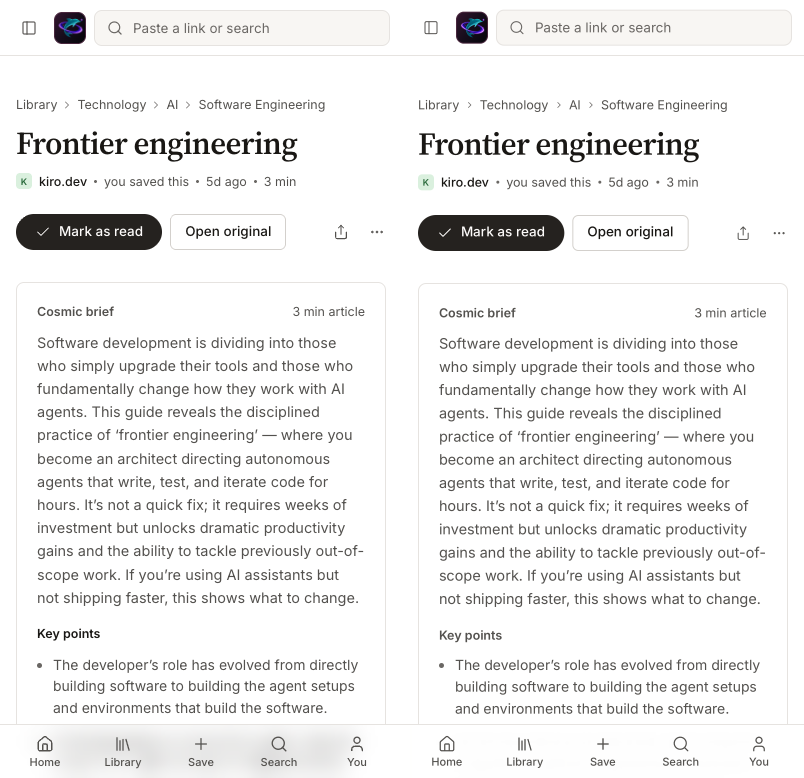 Paste a link or search
Library > Technology > AI > Software Engineering
Frontier engineering
K kiro.dev • you saved this • 5d ago • 3 min
Mark as read
Open original
Cosmic brief
3 min article
Software development is dividing into those
who simply upgrade their tools and those who
fundamentally change how they work with AI
agents. This guide reveals the disciplined
practice of ‘frontier engineering’ — where you
become an architect directing autonomous
agents that write, test, and iterate code for
hours. It’s not a quick fix; it requires weeks of
investment but unlocks dramatic productivity
gains and the ability to tackle previously out-of-
scope work. If you’re using AI assistants but
not shipping faster, this shows what to change.
Key points
• The developer’s role has evolved from directly
building software to building the agent setups
and environments that build the software.
Home
Library
Save
Search
You
Paste a link or search
Library > Technology > AI > Software Engineering
Frontier engineering
K kiro.dev • you saved this • 5d ago • 3 min
Mark as read
Open original
Cosmic brief
3 min article
Software development is dividing into those
who simply upgrade their tools and those who
fundamentally change how they work with AI
agents. This guide reveals the disciplined
practice of ‘frontier engineering’ — where you
become an architect directing autonomous
agents that write, test, and iterate code for
hours. It’s not a quick fix; it requires weeks of
investment but unlocks dramatic productivity
gains and the ability to tackle previously out-of-
scope work. If you’re using AI assistants but
not shipping faster, this shows what to change.
Key points
• The developer’s role has evolved from directly
building software to building the agent setups
and environments that build the software.
Home
Library
Save
Search
You